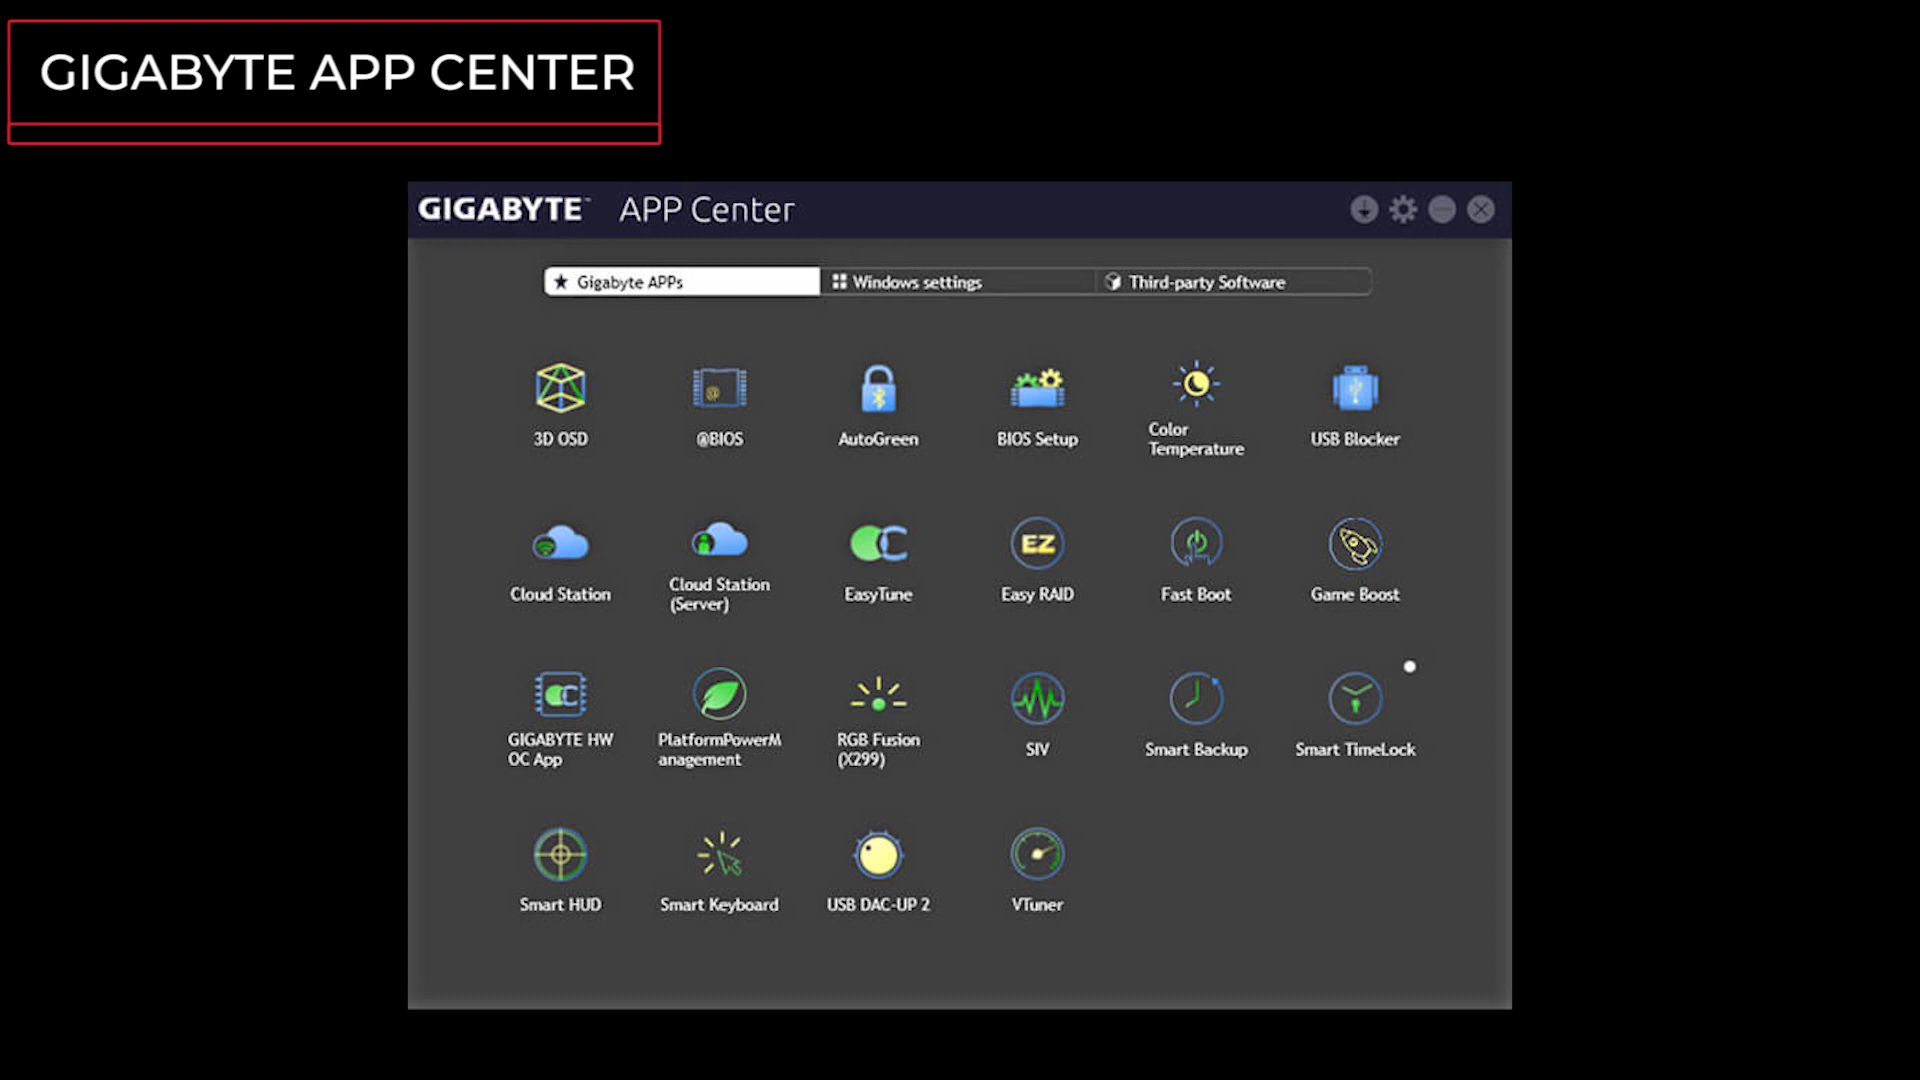 GIGABYTE APP CENTER
GIGABYTE™ APP Center
Gigabyte APPs
Windows settings
Third-party Software
3D OSD
@BIOS
AutoGreen
BIOS Setup
Color
Temperature
USB Blocker
Cloud Station
Cloud Station
(Server)
EasyTune
EZ
Easy RAID
Fast Boot
Game Boost
GIGABYTE HW
OC App
PlatformPowerM
anagement
RGB Fusion
(X299)
SIV
Smart Backup
Smart TimeLock
Smart HUD
Smart Keyboard
USB DAC-UP 2
VTuner